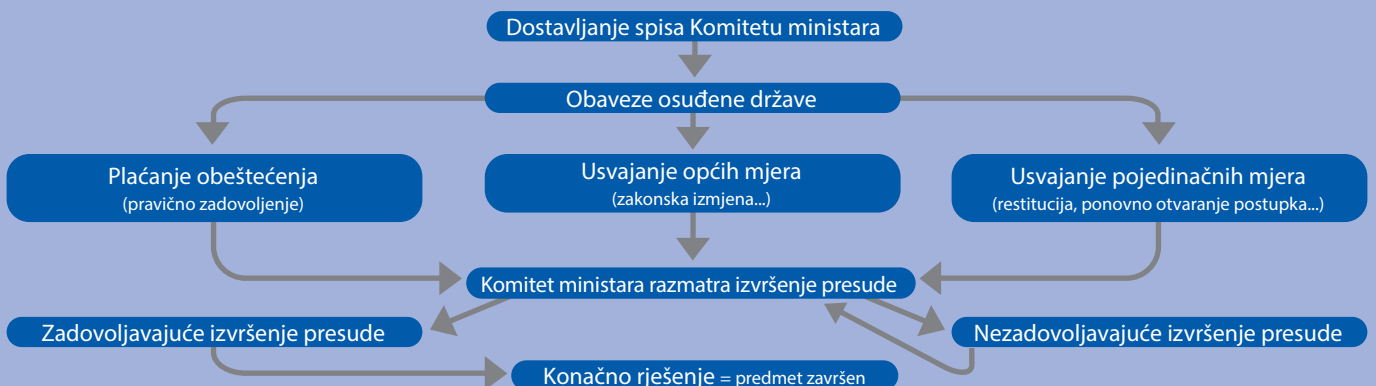 Dostavljanje spisa Komitetu ministara
Obaveze osuđene države
Plaćanje obeštećenja
(pravično zadovoljenje)
Usvajanje općih mjera
(zakonska izmjena...)
Usvajanje pojedinačnih mjera
(restitucija, ponovno otvaranje postupka...)
Komitet ministara razmatra izvršenje presude
Zadovoljavajuće izvršenje presude
Nezadovoljavajuće izvršenje presude
Konačno rješenje = predmet završen